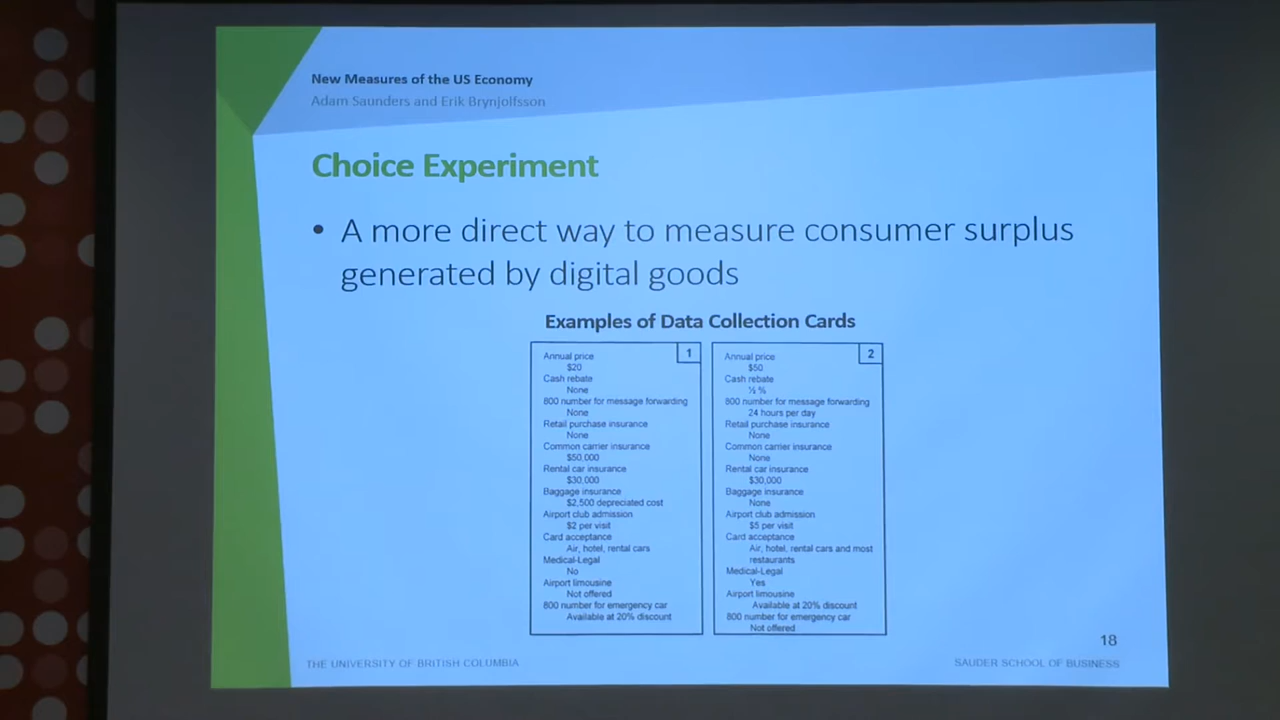 New Measures of the US Economy
Adam Saunders and Erik Brynjolfsson
Choice Experiment
• A more direct way to measure consumer surplus
generated by digital goods
Examples of Data Collection Cards
1
Annual price
$20
Cash rebate
None
800 number for message forwarding
None
Retail purchase insurance
None
Common carrier insurance
$50,000
Rental car insurance
$30,000
Baggage insurance
$2,500 depreciated cost
Airport club admission
$2 per visit
Card acceptance
Air, hotel, rental cars
Medical-Legal
No
Airport limousine
Not offered
800 number for emergency car
Available at 20% discount
2
Annual price
$50
Cash rebate
½ %
800 number for message forwarding
24 hours per day
Retail purchase insurance
None
Common carrier insurance
None
Rental car insurance
$30,000
Baggage insurance
None
Airport club admission
$5 per visit
Card acceptance
Air, hotel, rental cars and most
restaurants
Medical-Legal
Yes
Airport limousine
Available at 20% discount
800 number for emergency car
Not offered
18
THE UNIVERSITY OF BRITISH COLUMBIA
SAUDER SCHOOL OF BUSINESS